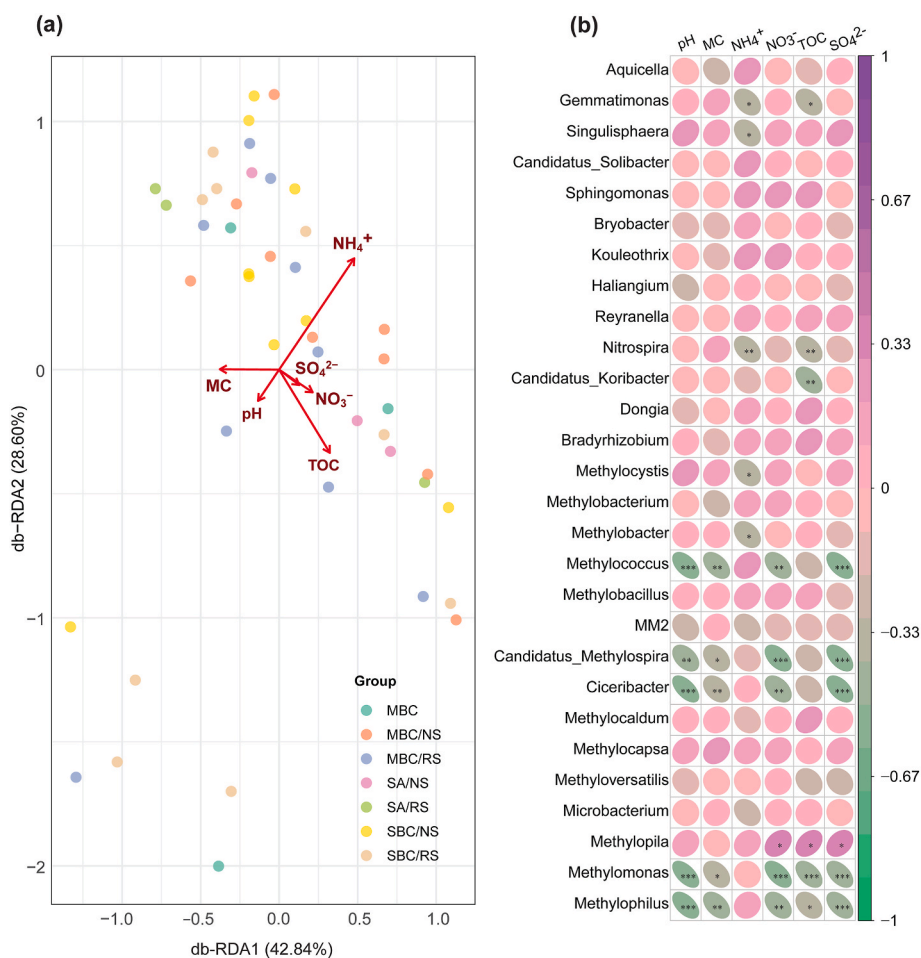 (a)
(b)
pH MC NH₄⁺ NO₃⁻ TOC SO₄²⁻
2
1
0
−1
−2
db−RDA2 (28.60%)
NH₄⁺
SO₄²⁻
MC
NO₃⁻
pH
TOC
Group
MBC
MBC/NS
MBC/RS
SA/NS
SA/RS
SBC/NS
SBC/RS
−1.0 −0.5 0.0 0.5 1.0
db-RDA1 (42.84%)
Aquicella
Gemmatimonas * *
Singulisphaera *
Candidatus_Solibacter
Sphingomonas
Bryobacter
Kouleothrix
Haliangium
Reyranella
Nitrospira ** **
Candidatus_Koribacter **
Dongia
Bradyrhizobium
Methylocystis *
Methylobacterium
Methylobacter *
Methylococcus *** ** ** ***
Methylobacillus
MM2
Candidatus_Methylospira ** * *** ***
Ciceribacter *** ** ** ***
Methylocaldum
Methylocapsa
Methyloversatilis
Microbacterium
Methylopila * * *
Methylomonas *** * *** *** ***
Methylophilus *** ** ** * ***
1
0.67
0.33
0
−0.33
−0.67
−1